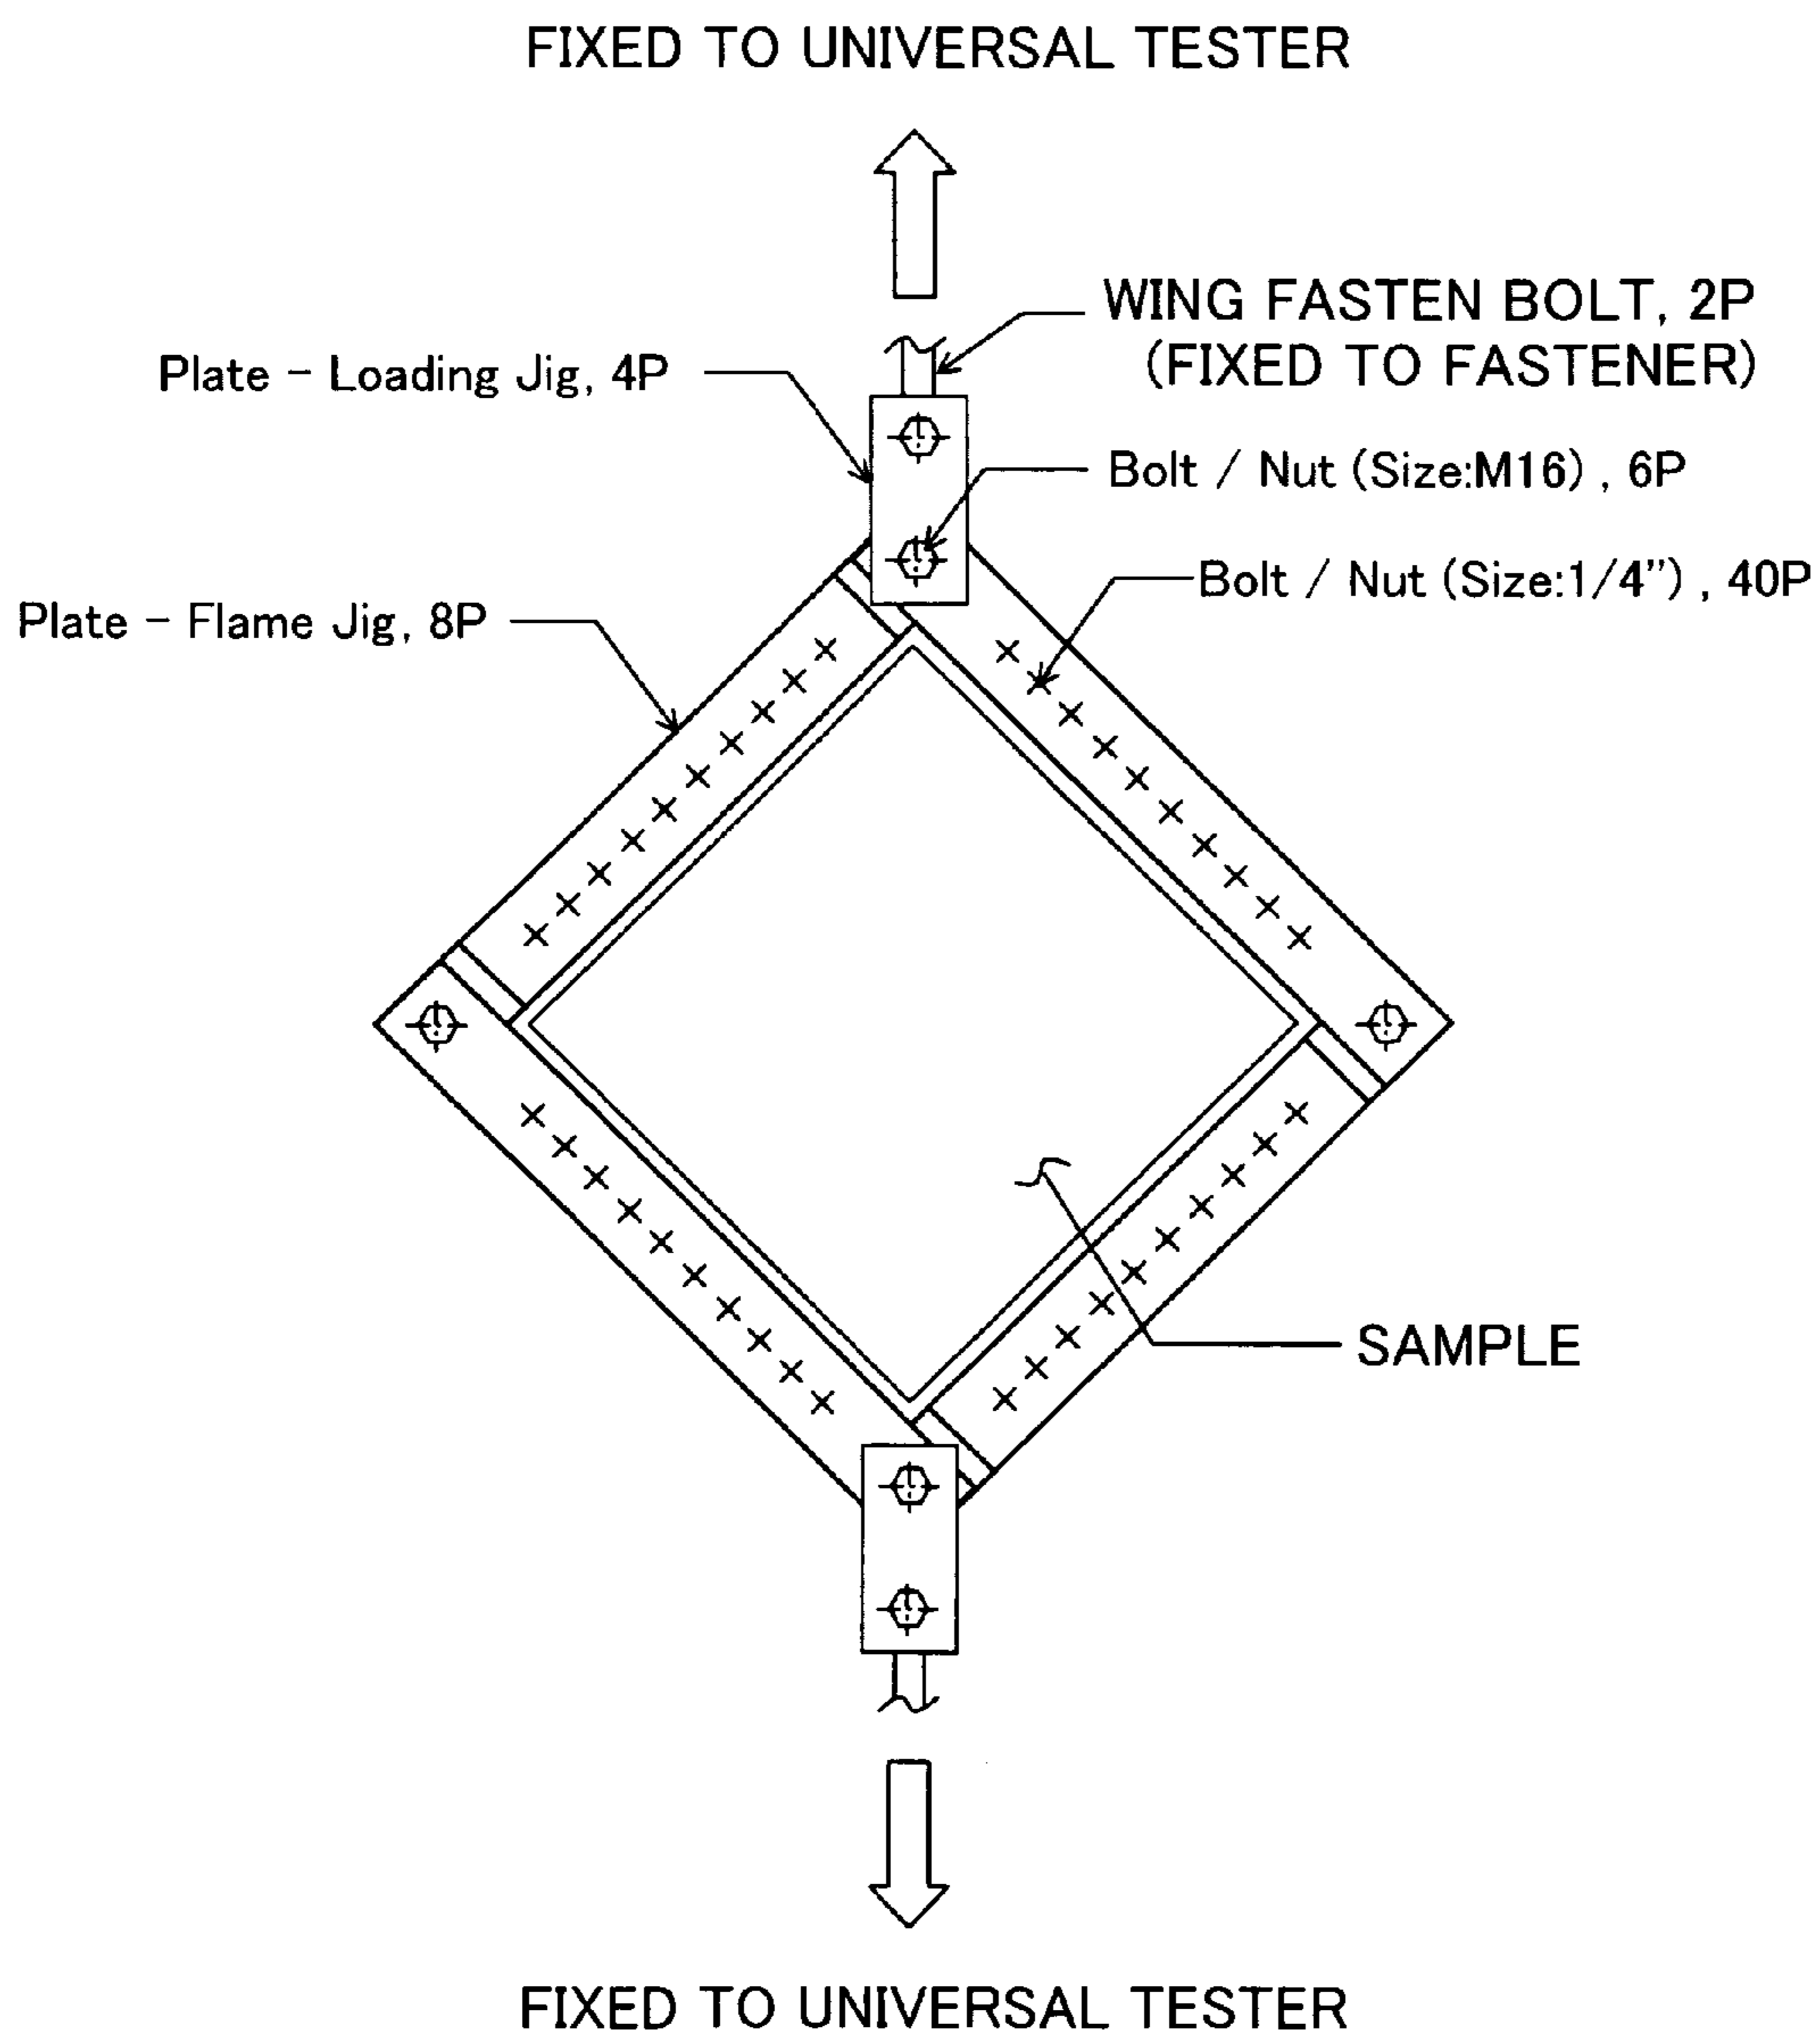 FIXED TO UNIVERSAL TESTER
WING FASTEN BOLT, 2P
(FIXED TO FASTENER)
Plate - Loading Jig, 4P
Bolt / Nut (Size:M16) , 6P
Bolt / Nut (Size:1/4”) , 40P
Plate - Flame Jig, 8P
SAMPLE
FIXED TO UNIVERSAL TESTER